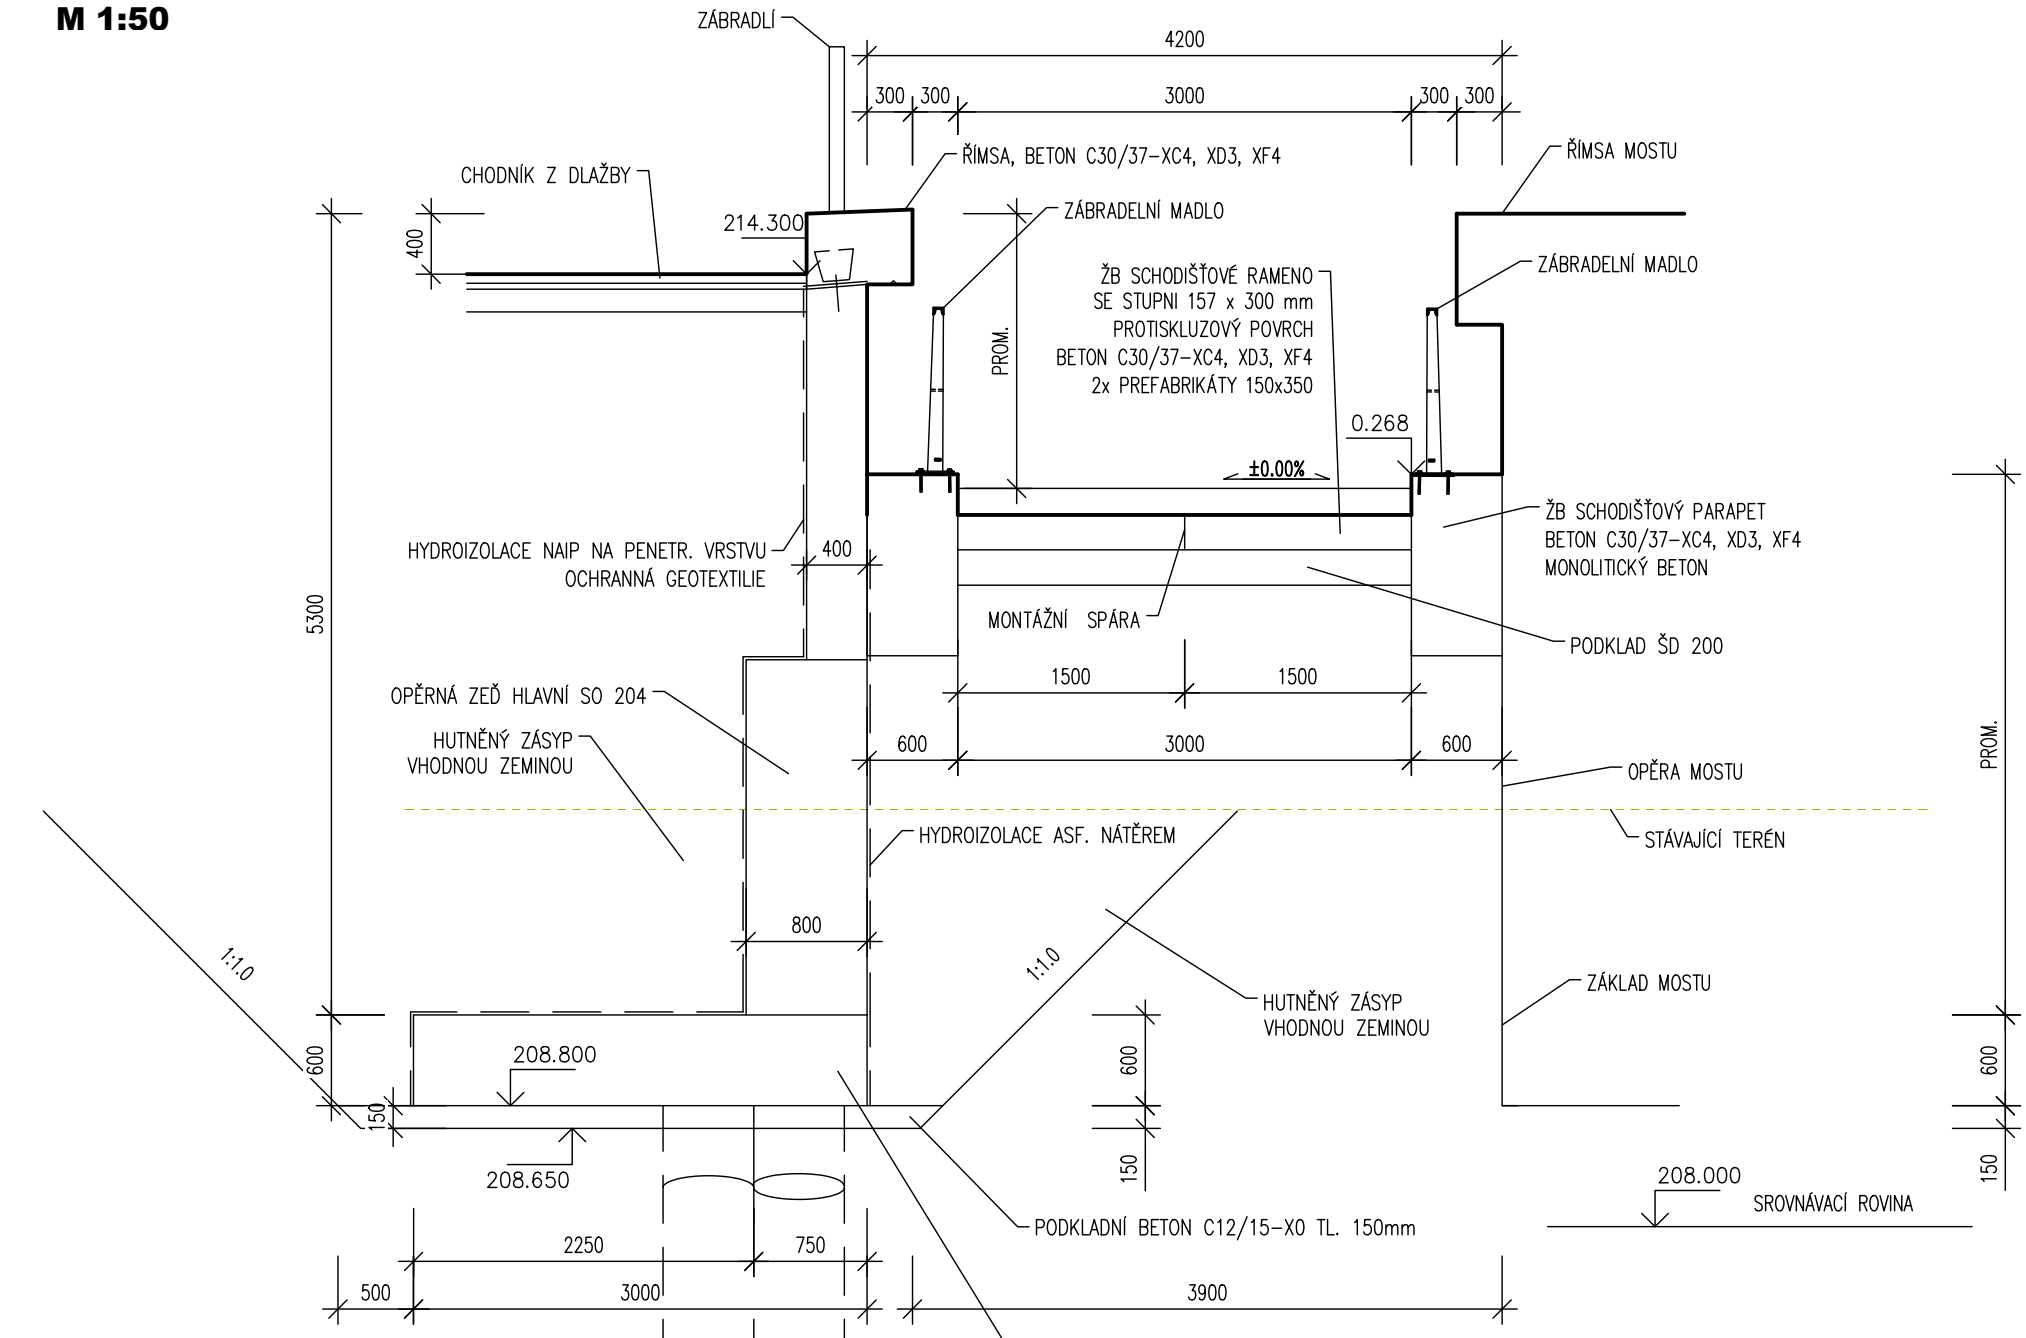 M 1:50
ZÁBRADLÍ
4200
300
300
3000
300
300
ŘÍMSA, BETON C30/37-XC4, XD3, XF4
ŘÍMSA MOSTU
CHODNÍK Z DLAŽBY
214.300
400
ZÁBRADELNÍ MADLO
ZÁBRADELNÍ MADLO
ŽB SCHODIŠŤOVÉ RAMENO
SE STUPNI 157 x 300 mm
PROTISKLUZOVÝ POVRCH
BETON C30/37-XC4, XD3, XF4
2x PREFABRIKÁTY 150x350
PROM.
0.268
±0.00%
ŽB SCHODIŠŤOVÝ PARAPET
BETON C30/37-XC4, XD3, XF4
MONOLITICKÝ BETON
HYDROIZOLACE NAIP NA PENETR. VRSTVU
OCHRANNÁ GEOTEXTILIE
400
5300
MONTÁŽNÍ SPÁRA
PODKLAD ŠD 200
1500
1500
OPĚRNÁ ZEĎ HLAVNÍ SO 204
HUTNĚNÝ ZÁSYP
VHODNOU ZEMINOU
600
3000
600
PROM.
OPĚRA MOSTU
HYDROIZOLACE ASF. NÁTĚREM
STÁVAJÍCÍ TERÉN
800
1:1.0
1:1.0
ZÁKLAD MOSTU
HUTNĚNÝ ZÁSYP
VHODNOU ZEMINOU
600
208.800
600
600
150
208.650
150
150
208.000
SROVNÁVACÍ ROVINA
PODKLADNÍ BETON C12/15-X0 TL. 150mm
2250
750
500
3000
3900